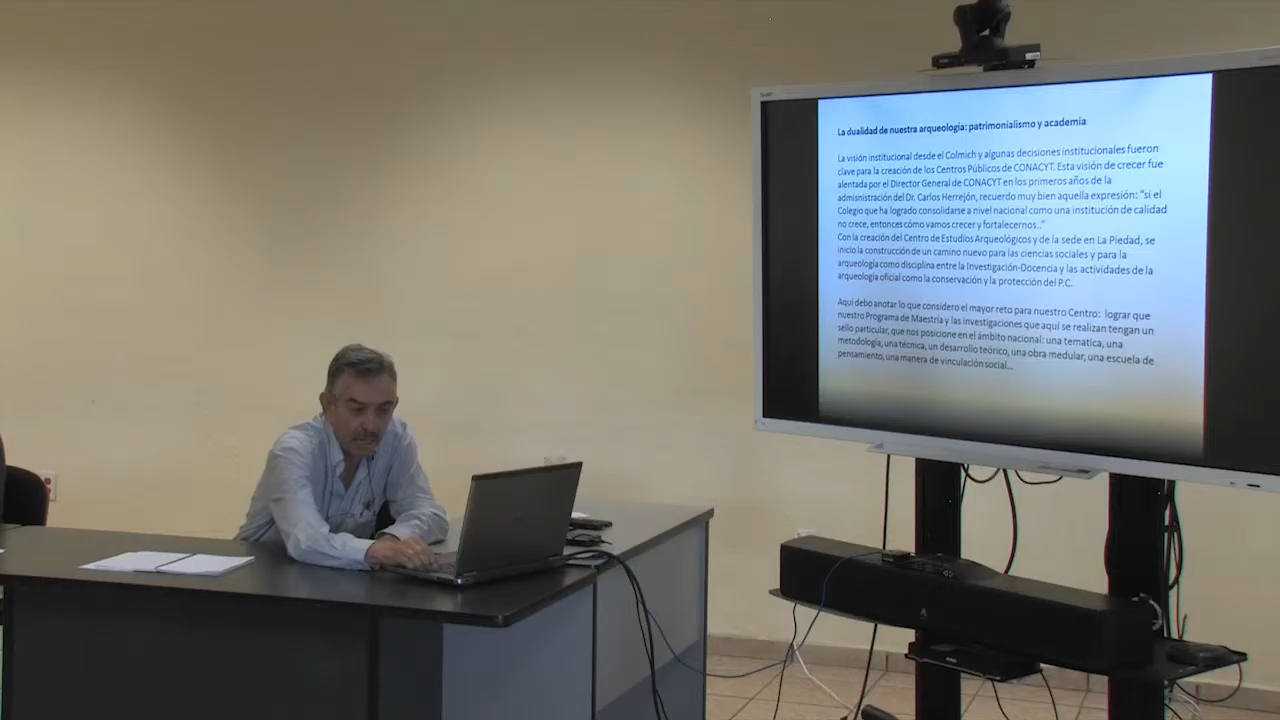 La dualidad de nuestra arqueología: patrimonialismo y academia
La visión institucional desde el Colmich y algunas decisiones institucionales fueron
clave para la creación de los Centros Públicos de CONACYT. Esta visión de crecer fue
alentada por el Director General de CONACYT en los primeros años de la
admisnistración del Dr. Carlos Herrejón, recuerdo muy bien aquella expresión: "si el
Colegio que ha logrado consolidarse a nivel nacional como una institución de calidad
no crece, entonces cómo vamos crecer y fortalecernos.."
Con la creación del Centro de Estudios Arqueológicos y de la sede en La Piedad, se
inicio la construcción de un camino nuevo para las ciencias sociales y para la
arqueología como disciplina entre la Investigación-Docencia y las actividades de la
arqueología oficial como la conservación y la protección del P.C.
Aquí debo anotar lo que considero el mayor reto para nuestro Centro: lograr que
nuestro Programa de Maestría y las Investigaciones que aquí se realizan tengan un
sello particular, que nos posicione en el ámbito nacional: una tematica, una
metodología, una técnica, un desarrollo teórico, una obra medular, una escuela de
pensamiento, una manera de vinculación social...